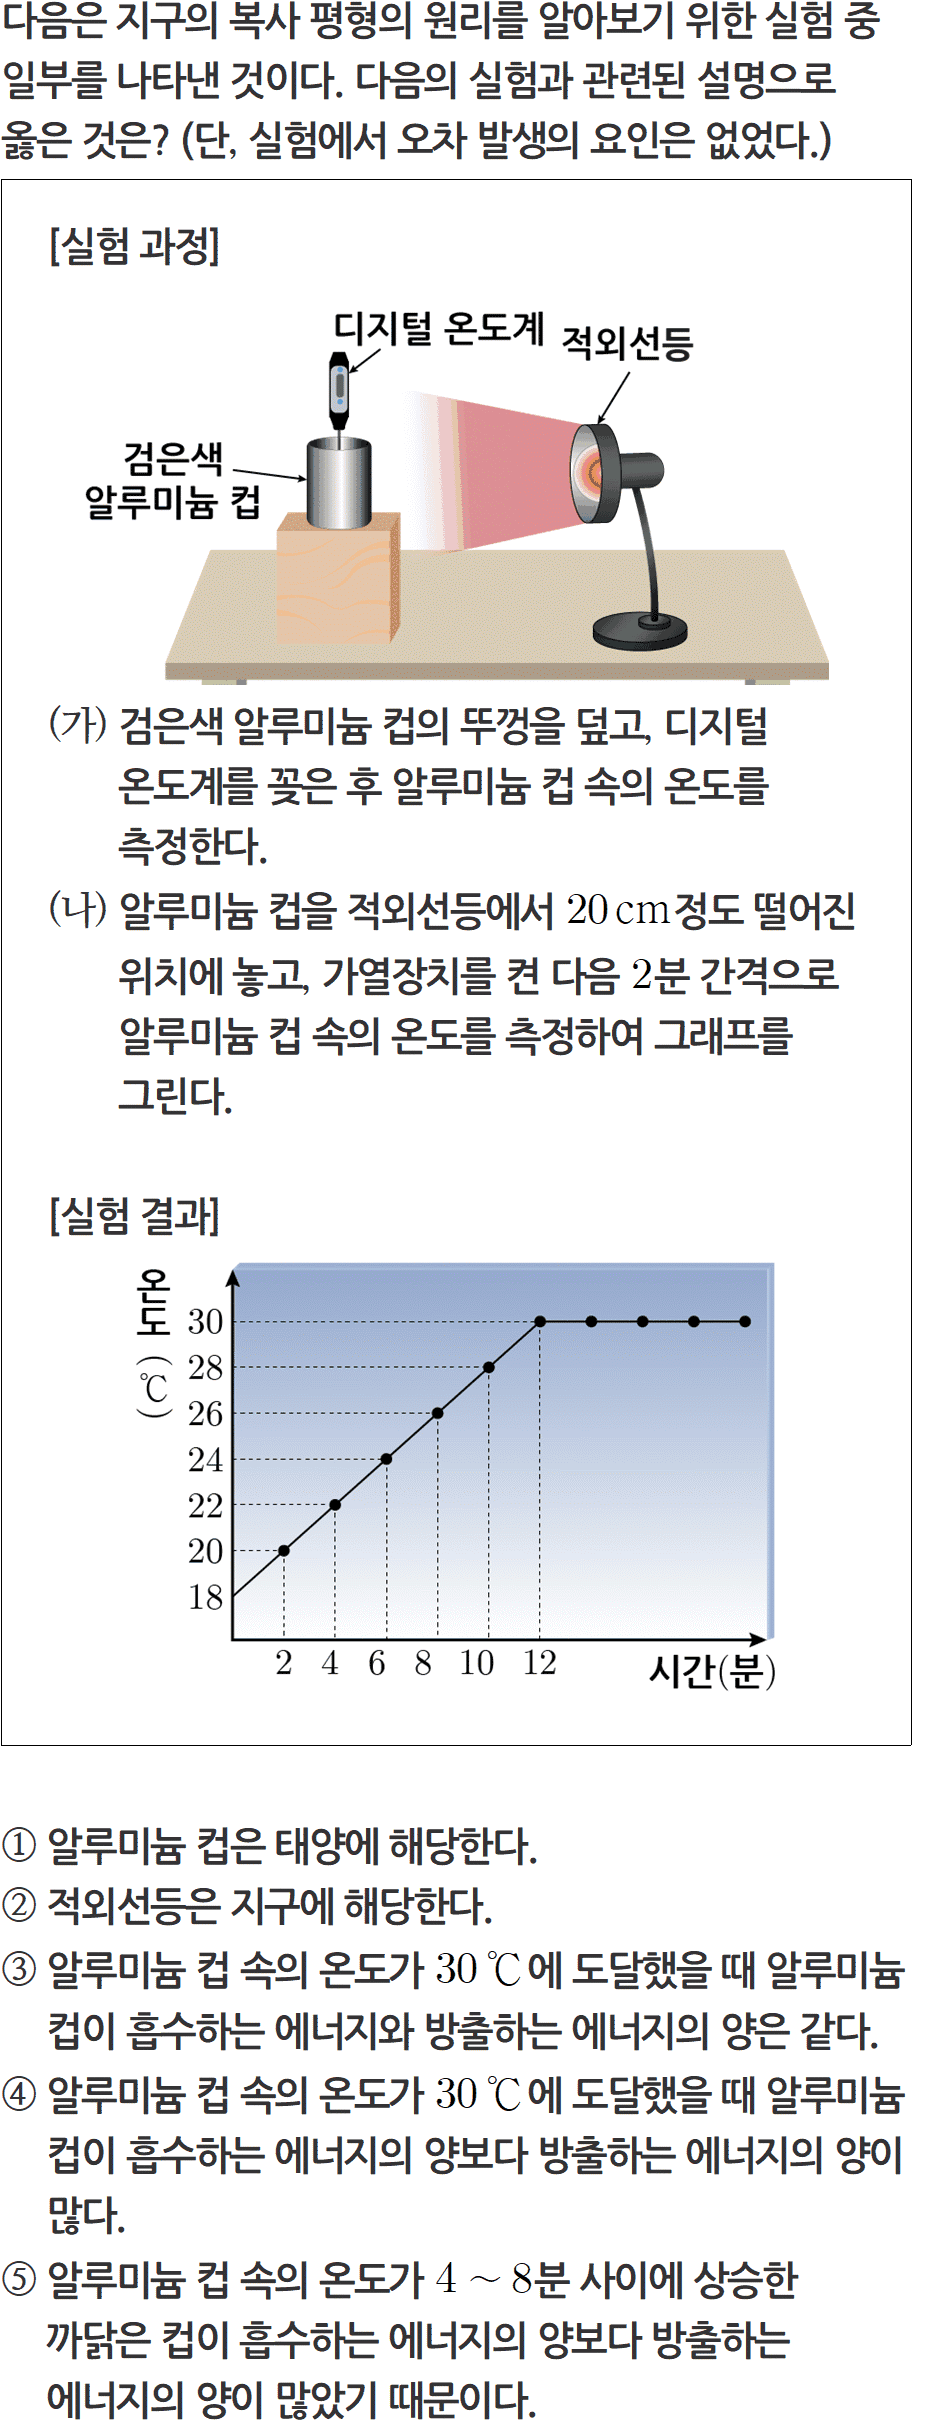 다음은 지구의 복사 평형의 원리를 알아보기 위한 실험 중
일부를 나타낸 것이다. 다음의 실험과 관련된 설명으로
옳은 것은? (단, 실험에서 오차 발생의 요인은 없었다.)
[실험 과정]
디지털 온도계
적외선등
검은색
알루미늄 컵
(가) 검은색 알루미늄 컵의 뚜껑을 덮고, 디지털
온도계를 꽂은 후 알루미늄 컵 속의 온도를
측정한다.
(나) 알루미늄 컵을 적외선등에서 20 cm정도 떨어진
위치에 놓고, 가열장치를 켠 다음 2분 간격으로
알루미늄 컵 속의 온도를 측정하여 그래프를
그린다.
[실험 결과]
온도(℃)
30
28
26
24
22
20
18
2 4 6 8 10 12
시간(분)
① 알루미늄 컵은 태양에 해당한다.
② 적외선등은 지구에 해당한다.
③ 알루미늄 컵 속의 온도가 30 ℃에 도달했을 때 알루미늄
컵이 흡수하는 에너지와 방출하는 에너지의 양은 같다.
④ 알루미늄 컵 속의 온도가 30 ℃에 도달했을 때 알루미늄
컵이 흡수하는 에너지의 양보다 방출하는 에너지의 양이
많다.
⑤ 알루미늄 컵 속의 온도가 4 ~ 8분 사이에 상승한
까닭은 컵이 흡수하는 에너지의 양보다 방출하는
에너지의 양이 많았기 때문이다.